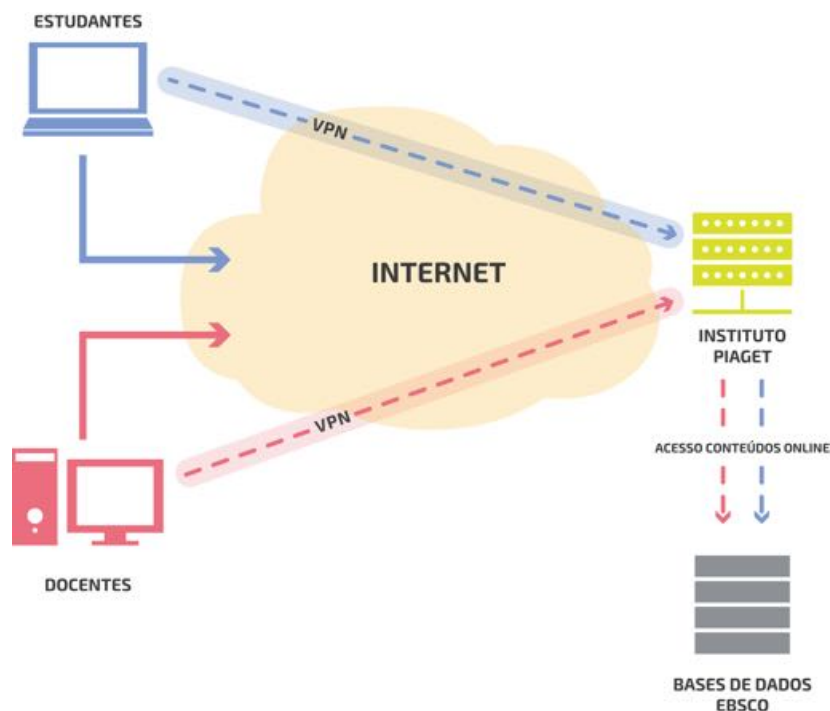 ESTUDANTES
VPN
INTERNET
INSTITUTO
PIAGET
VPN
ACESSO CONTEÚDOS ONLINE
DOCENTES
BASES DE DADOS
EBSCO